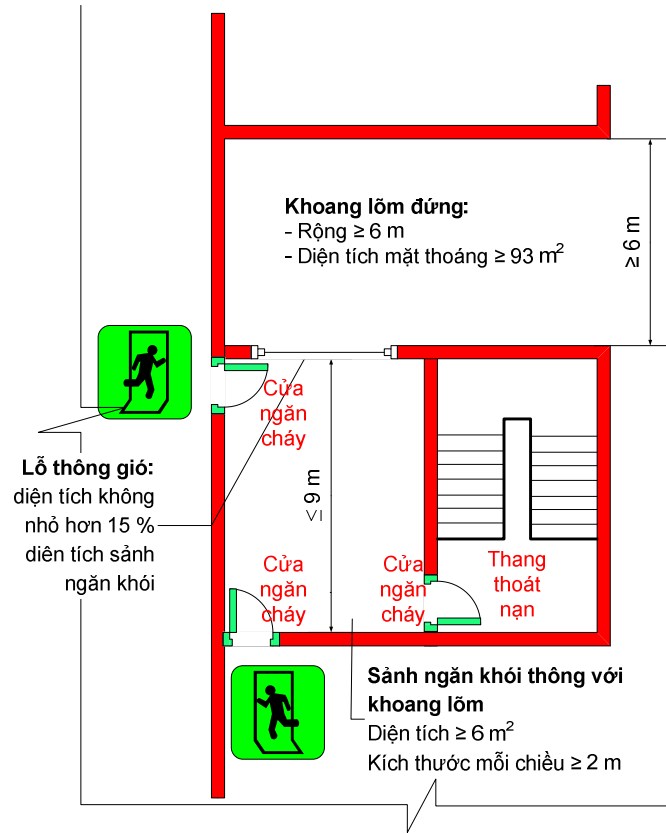 Khoang lõm đứng:
- Rộng ≥ 6 m
- Diện tích mặt thoáng ≥ 93 m²
≥ 6 m
Cửa
ngăn
cháy
Lỗ thông gió:
diện tích không
nhỏ hơn 15 %
diên tích sảnh
ngăn khói
≤ 9 m
Cửa
ngăn
cháy
Cửa
ngăn
cháy
Thang
thoát
nạn
Sảnh ngăn khói thông với
khoang lõm
Diện tích ≥ 6 m²
Kích thước mỗi chiều ≥ 2 m